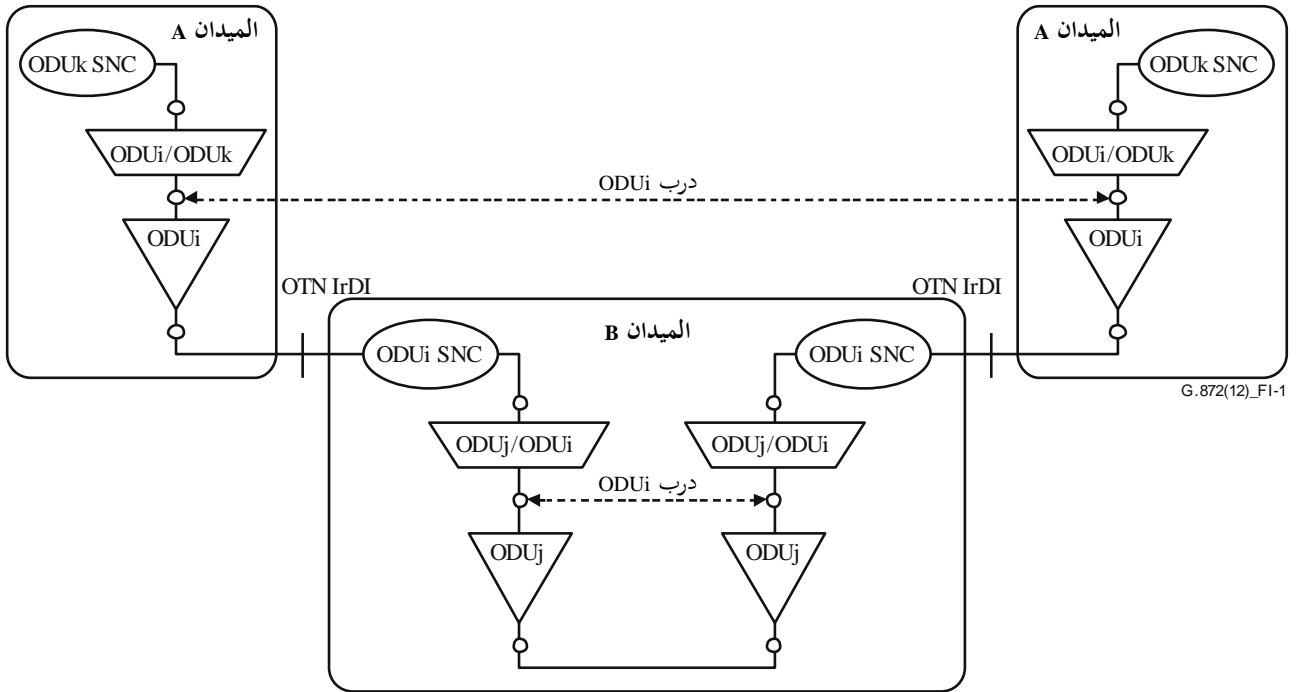 الميدان A
ODUk SNC
ODUi/ODUk
ODUi
الميدان A
ODUk SNC
ODUi/ODUk
ODUi
درب ODUi
OTN IrDI
OTN IrDI
الميدان B
ODUi SNC
ODUi SNC
ODUj/ODUi
ODUj/ODUi
درب ODUi
ODUj
ODUj
G.872(12)_FI-1